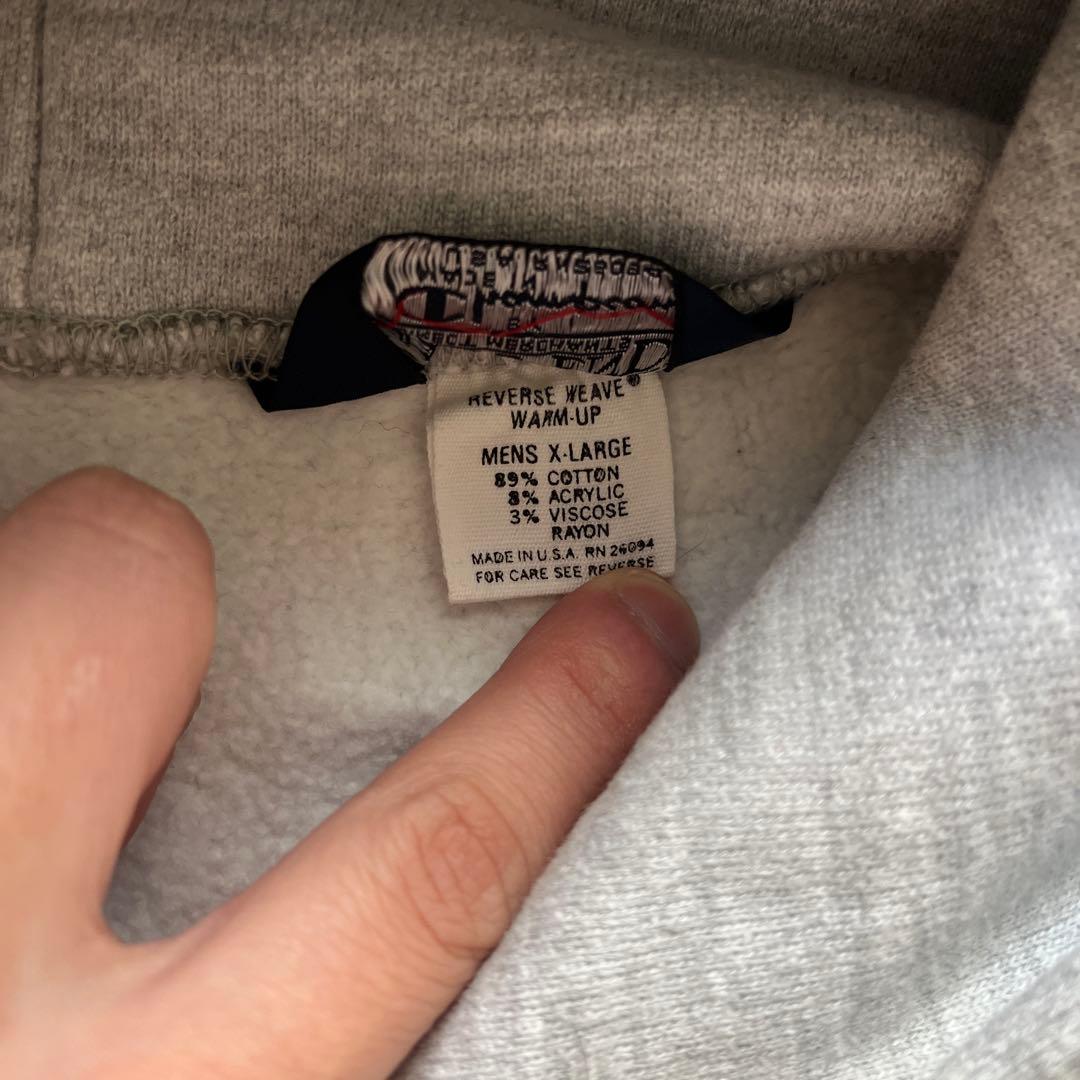 REVERSE WEAVE®
WARM-UP
MENS X-LARGE
89% COTTON
8% ACRYLIC
3% VISCOSE
RAYON
MADE IN U.S.A. RN 26094
FOR CARE SEE REVERSE